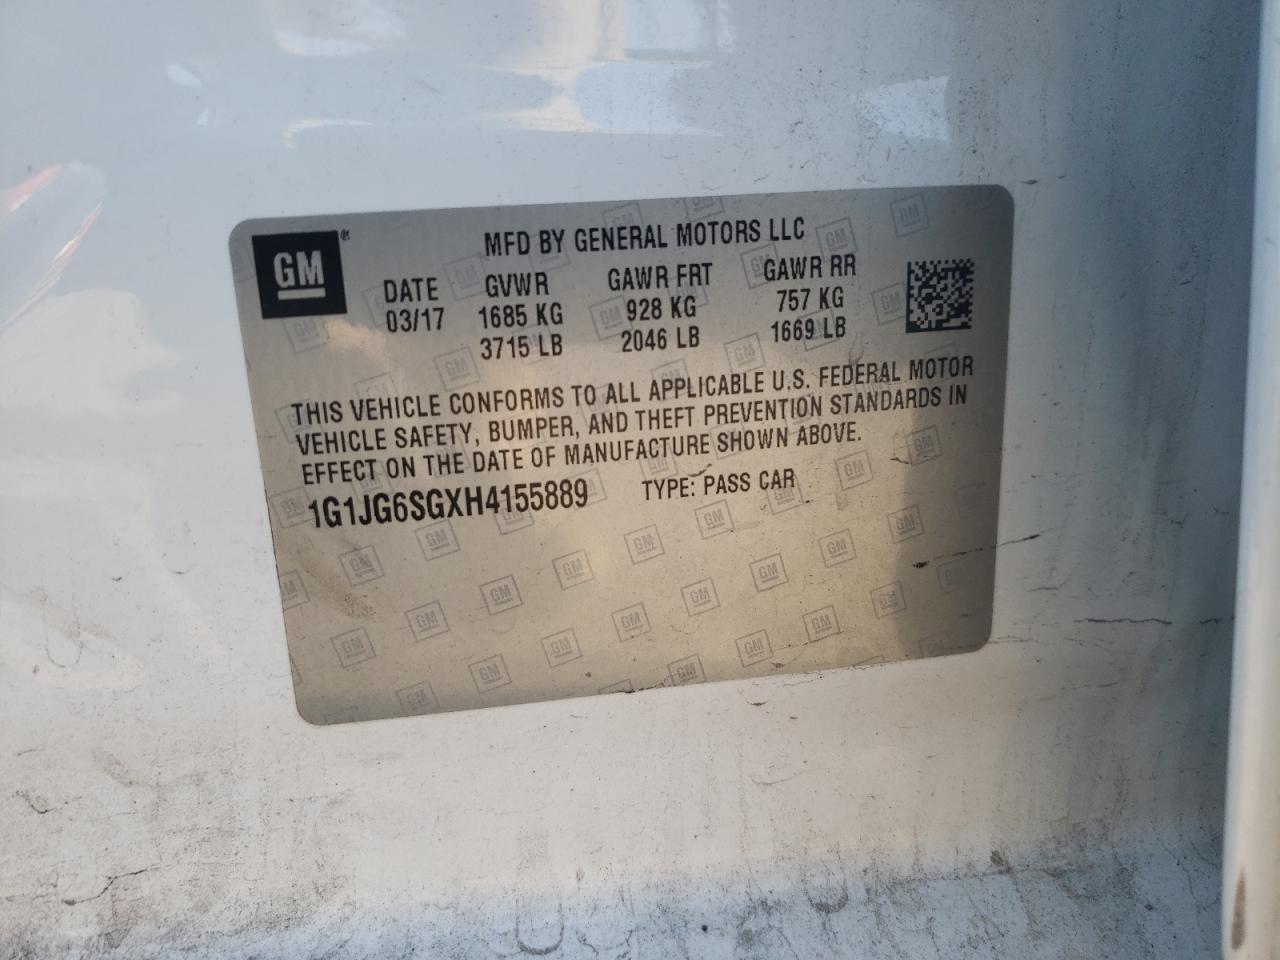 GM®
MFD BY GENERAL MOTORS LLC
DATE GVWR GAWR FRT GAWR RR
03/17 1685 KG 928 KG 757 KG
3715 LB 2046 LB 1669 LB
THIS VEHICLE CONFORMS TO ALL APPLICABLE U.S. FEDERAL MOTOR
VEHICLE SAFETY, BUMPER, AND THEFT PREVENTION STANDARDS IN
EFFECT ON THE DATE OF MANUFACTURE SHOWN ABOVE.
1G1JG6SGXH4155889 TYPE: PASS CAR